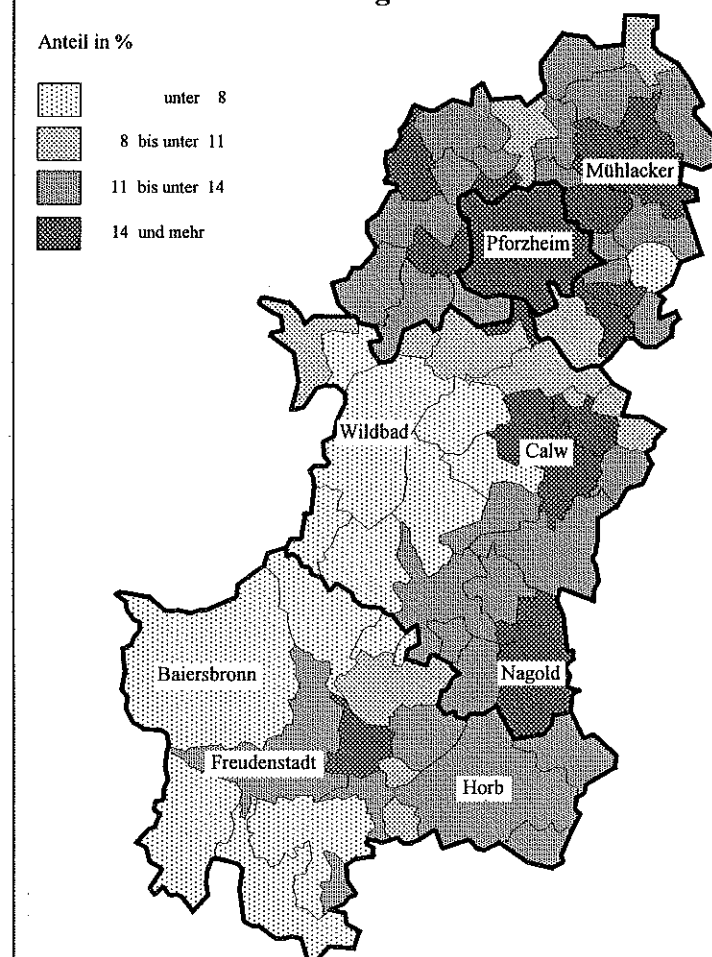 Anteil in %
unter 8
8 bis unter 11
11 bis unter 14
14 und mehr
Mühlacker
Pforzheim
Wildbad
Calw
Baiersbronn
Nagold
Freudenstadt
Horb